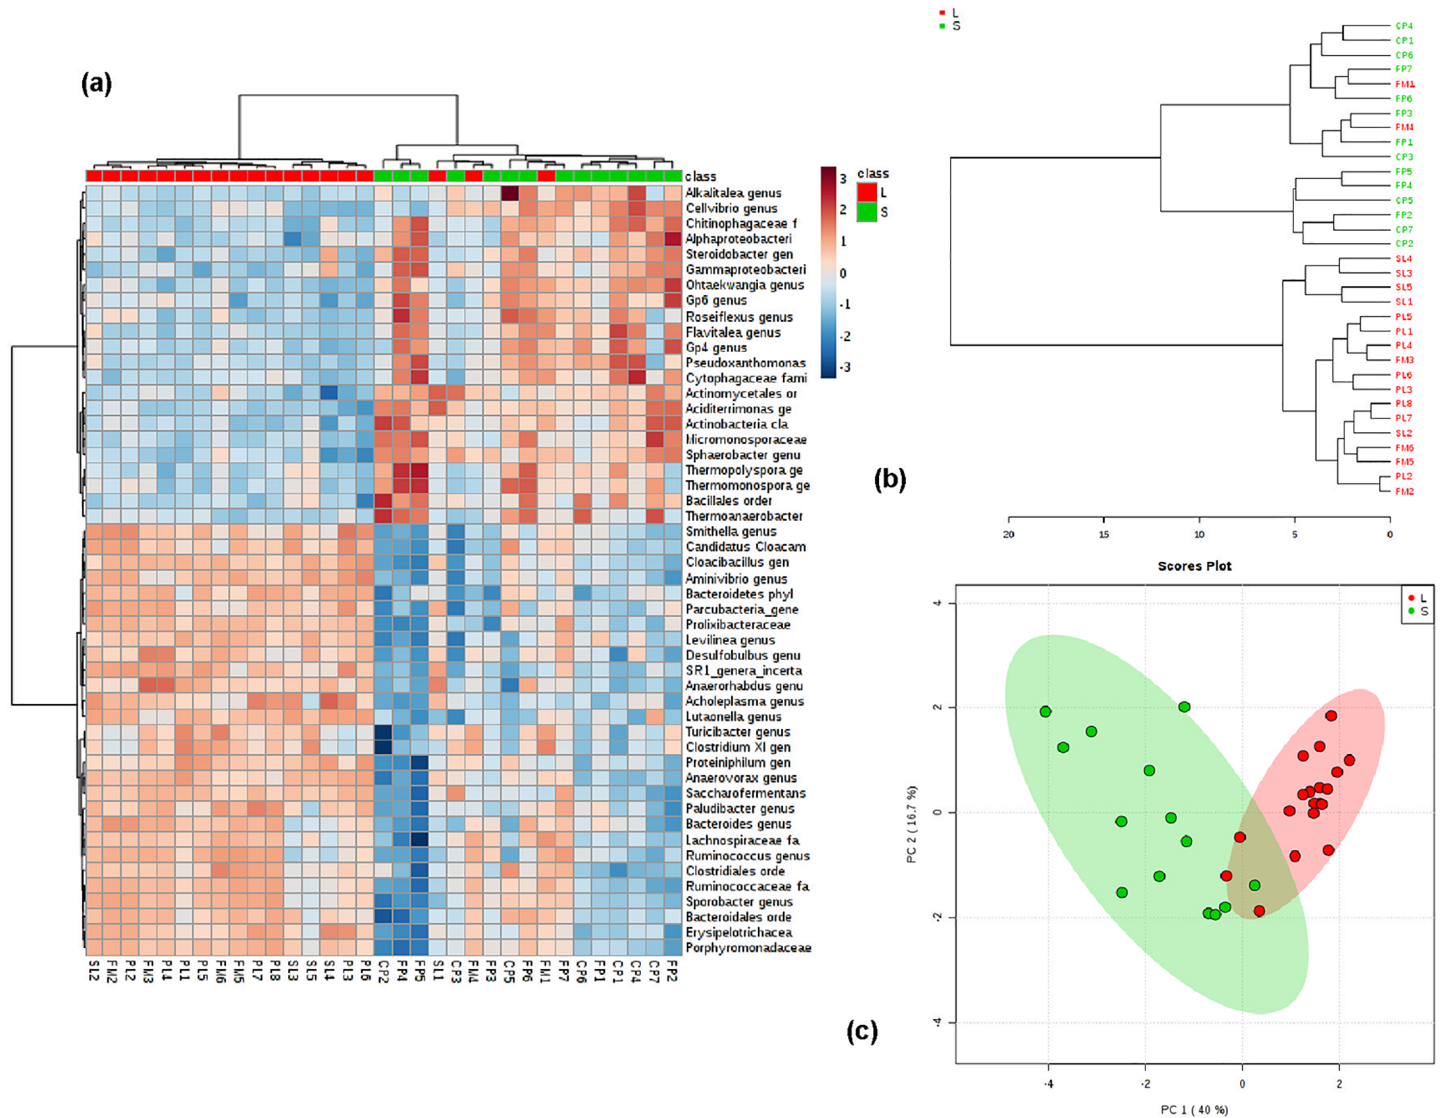 (a)
class
Alkalitalea genus
Cellvibrio genus
Chitinophagaceae f
Alphaproteobacteri
Steroidobacter gen
Gammaproteobacteri
Ohtaekwangia genus
Gp6 genus
Roseiflexus genus
Flavitalea genus
Gp4 genus
Pseudoxanthomonas
Cytophagaceae fami
Actinomycetales or
Aciditerrimonas ge
Actinobacteria cla
Micromonosporaceae
Sphaerobacter genu
Thermopolyspora ge
Thermomonospora ge
Bacillales order
Thermoanaerobacter
Smithella genus
Candidatus Cloacam
Cloacibacillus gen
Aminivibrio genus
Bacteroidetes phyl
Parcubacteria_gene
Prolixibacteraceae
Levilinea genus
Desulfobulbus genu
SR1_genera_incerta
Anaerorhabdus genu
Acholeplasma genus
Lutaonella genus
Turicibacter genus
Clostridium XI gen
Proteiniphilum gen
Anaerovorax genus
Saccharofermentans
Paludibacter genus
Bacteroides genus
Lachnospiraceae fa
Ruminococcus genus
Clostridiales orde
Ruminococcaceae fa
Sporobacter genus
Bacteroidales orde
Erysipelotrichacea
Porphyromonadaceae
SL2
FM2
PL2
FM3
PL4
PL1
PL5
FM6
FM5
PL7
PL8
SL3
SL5
SL4
PL3
PL6
CP2
FP4
FP5
SL1
CP3
FM4
FP3
CP5
FP6
FM1
FP7
CP6
FP1
CP1
CP4
CP7
FP2
3
2
1
0
-1
-2
-3
class
L
S
(b)
L
S
CP4
CP1
CP6
FP7
FM1
FP6
FP3
FM4
FP1
CP3
FP5
FP4
CP5
FP2
CP7
CP2
SL4
SL3
SL5
SL1
PL5
PL1
PL4
FM3
PL6
PL3
PL8
PL7
SL2
FM6
FM5
PL2
FM2
20
15
10
5
0
(c)
Scores Plot
L
S
4
2
0
-2
-4
PC 2 ( 16.7 %)
-4
-2
0
2
PC 1 ( 40 %)